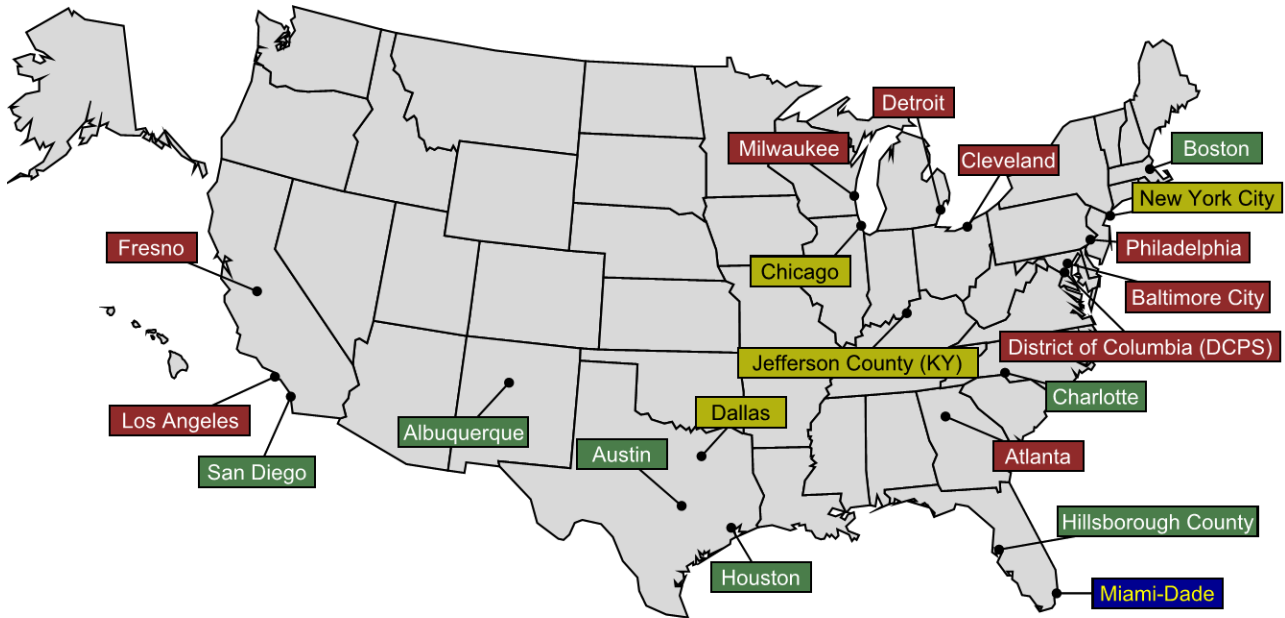 Detroit
Milwaukee
Cleveland
Boston
New York City
Fresno
Philadelphia
Chicago
Baltimore City
District of Columbia (DCPS)
Jefferson County (KY)
Charlotte
Los Angeles
Dallas
Albuquerque
Austin
Atlanta
San Diego
Hillsborough County
Houston
Miami-Dade